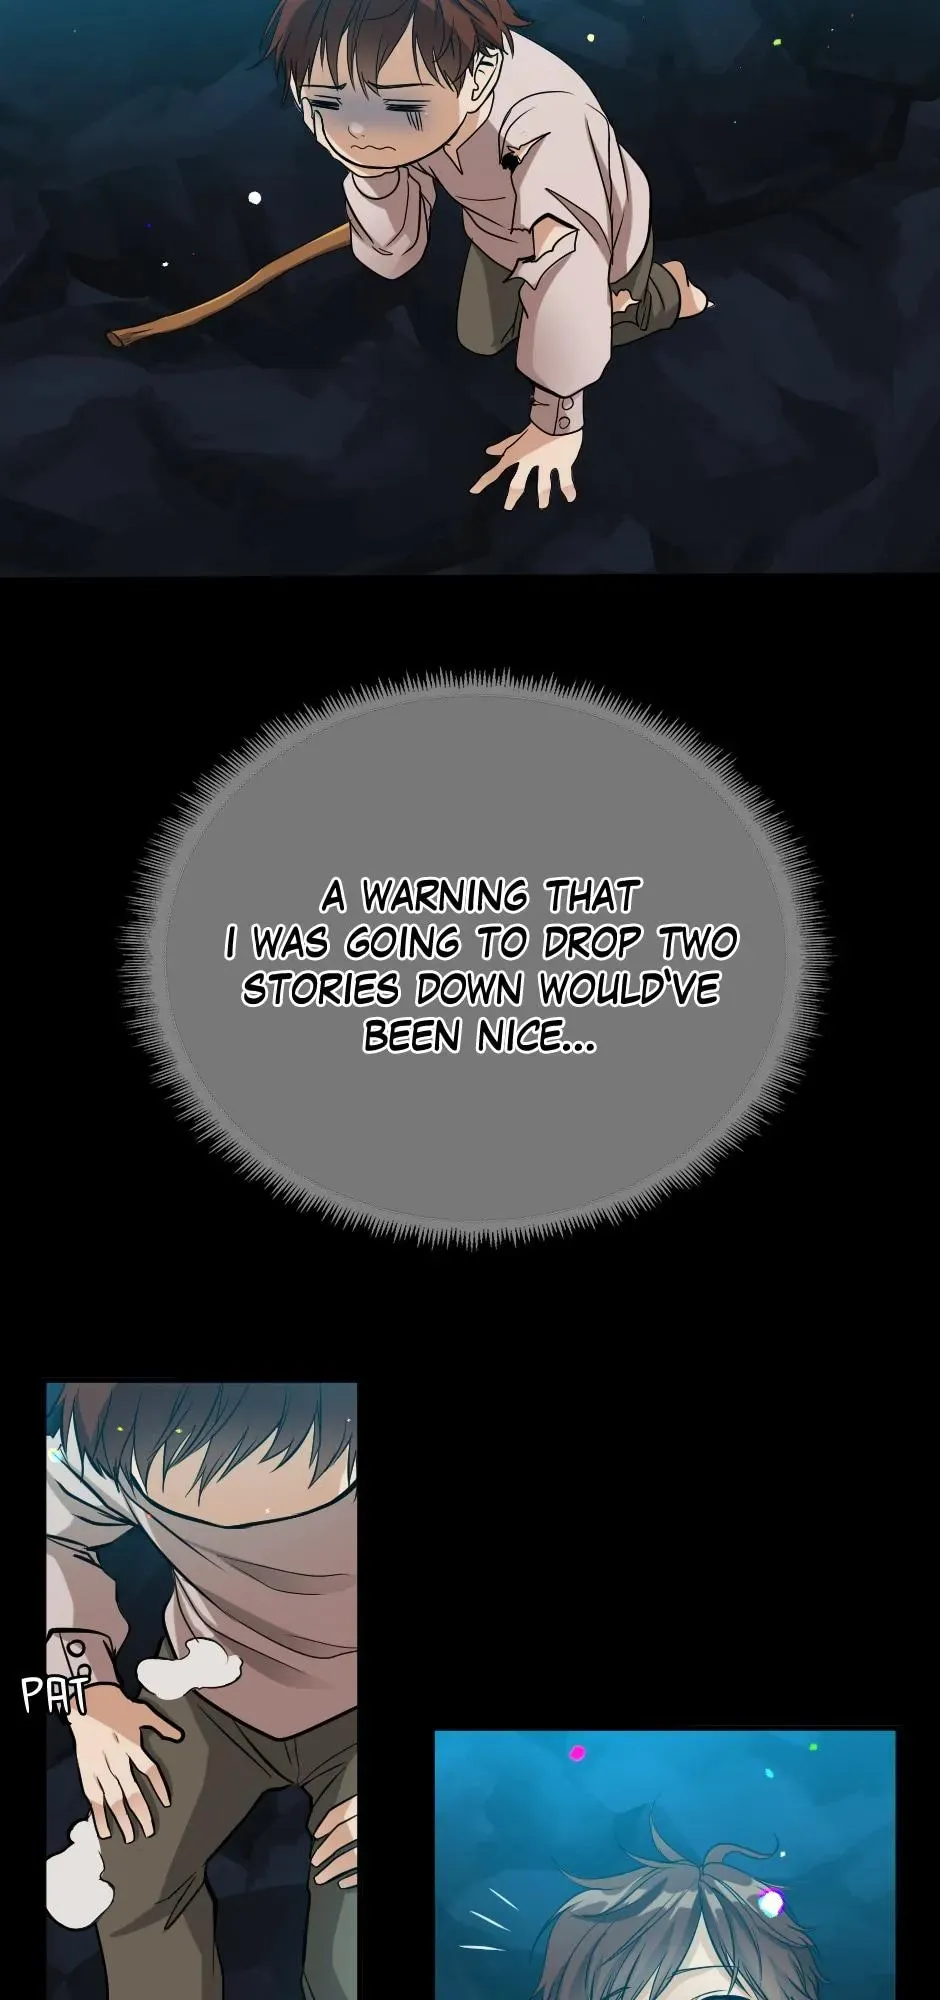 A WARNING THAT
I WAS GOING TO DROP TWO
STORIES DOWN WOULD'VE
BEEN NICE...
PAT